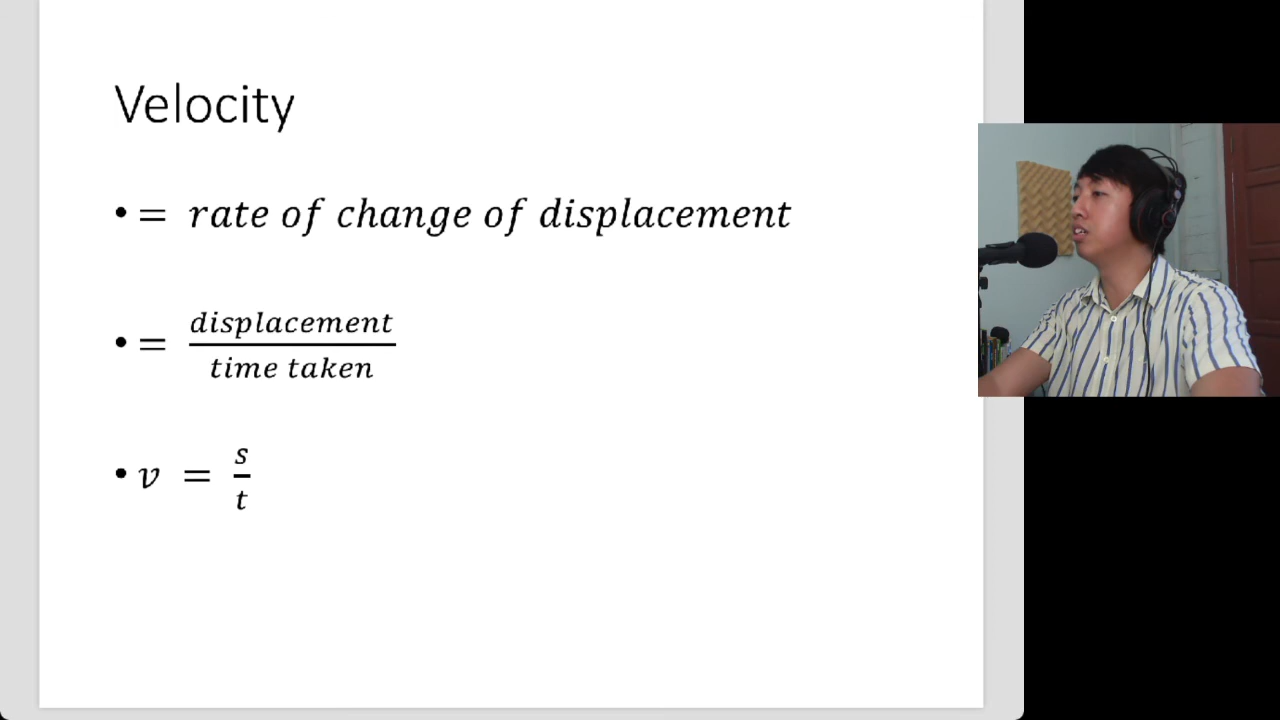 Velocity
• = rate of change of displacement
• = displacement / time taken
• v = s / t